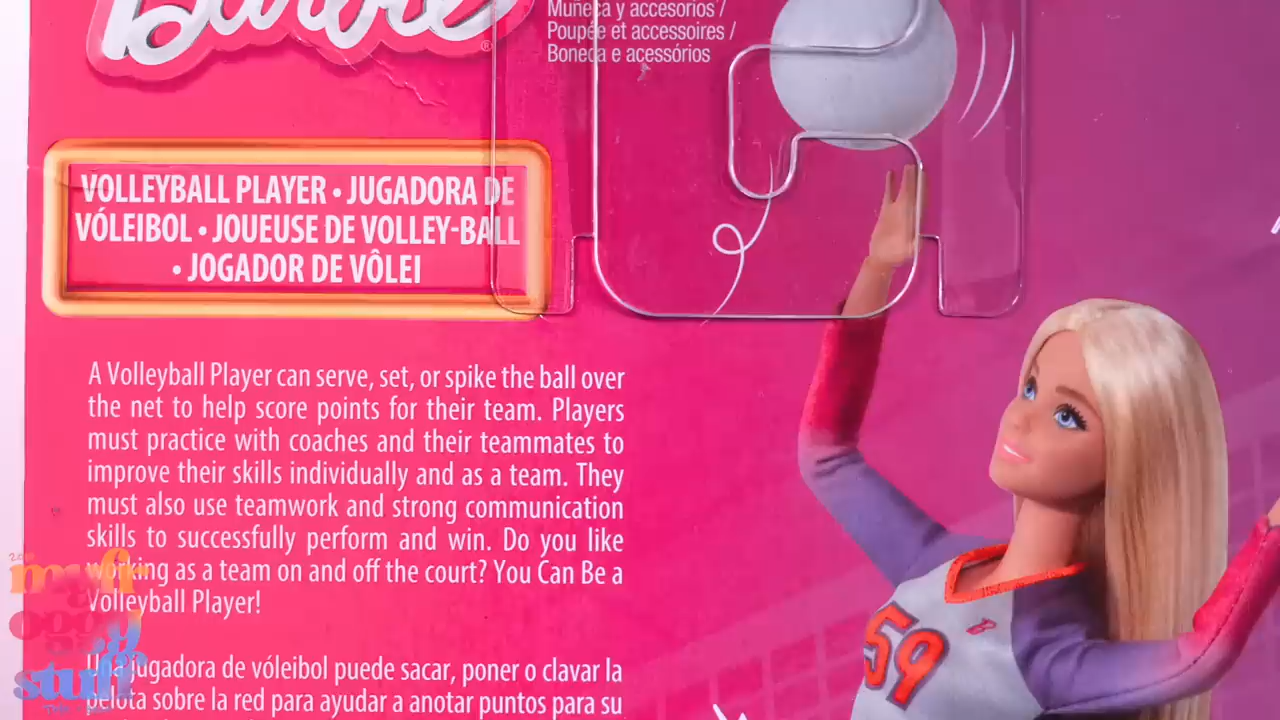 Barbie®
Muñeca y accesorios /
Poupée et accessoires /
Boneca e acessórios
VOLLEYBALL PLAYER • JUGADORA DE
VÓLEIBOL • JOUEUSE DE VOLLEY-BALL
• JOGADOR DE VÔLEI
A Volleyball Player can serve, set, or spike the ball over
the net to help score points for their team. Players
must practice with coaches and their teammates to
improve their skills individually and as a team. They
must also use teamwork and strong communication
skills to successfully perform and win. Do you like
working as a team on and off the court? You Can Be a
Volleyball Player!
Una jugadora de vóleibol puede sacar, poner o clavar la
pelota sobre la red para ayudar a anotar puntos para su
59
B
stuff